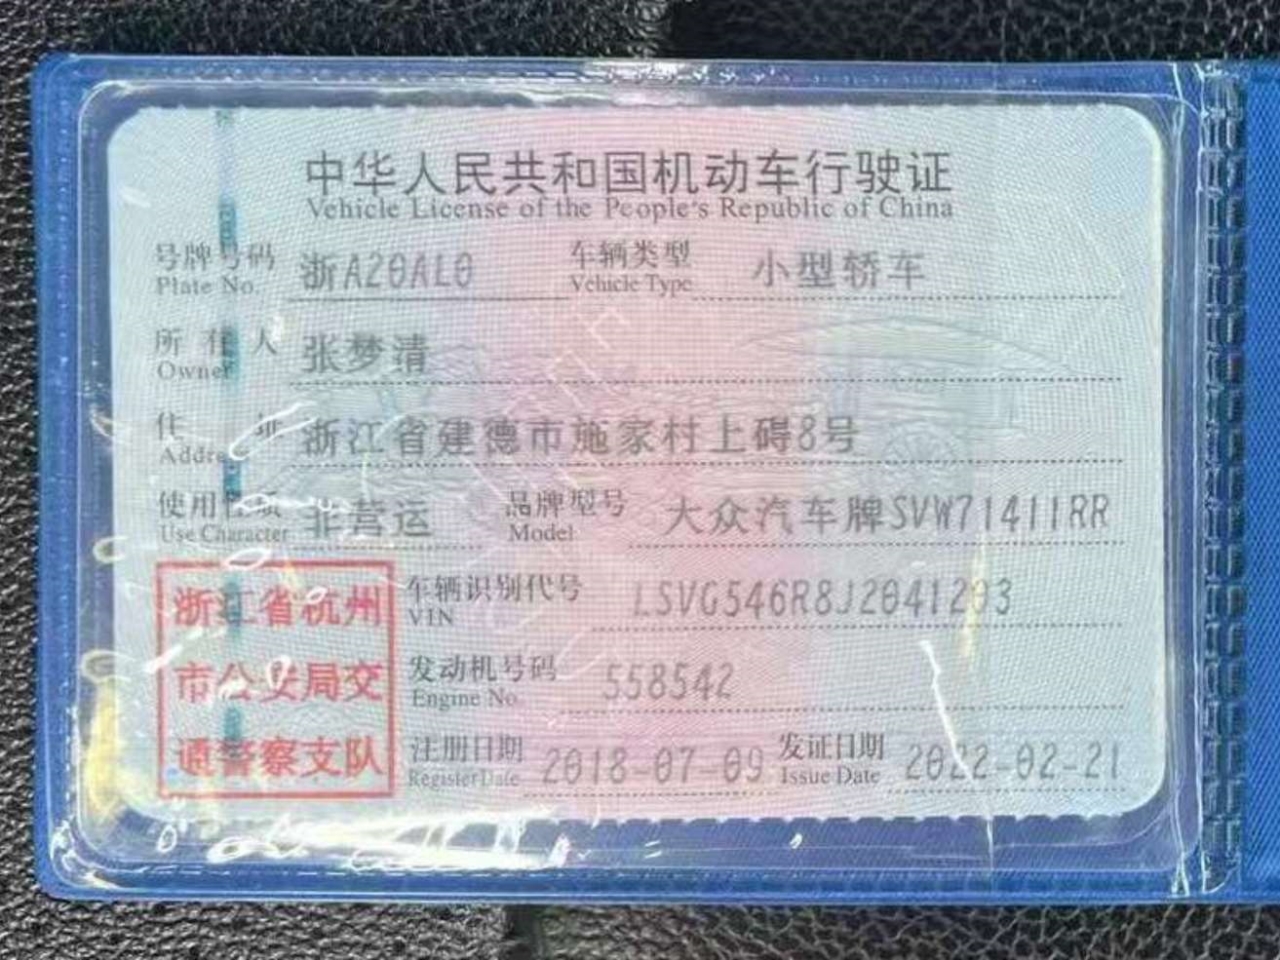 中华人民共和国机动车行驶证
Vehicle License of the People's Republic of China
号牌号码 浙A20AL0 车辆类型 小型轿车
Plate No. Vehicle Type
所有人 张梦清
Owner
住址 浙江省建德市施家村上碍8号
Address
使用性质 非营运 品牌型号 大众汽车牌SVW71411RR
Use Character Model
浙江省杭州 车辆识别代号 LSVG546R8J2041203
VIN
市公安局交 发动机号码 558542
Engine No.
通警察支队 注册日期 2018-07-09 发证日期 2022-02-21
Register Date Issue Date